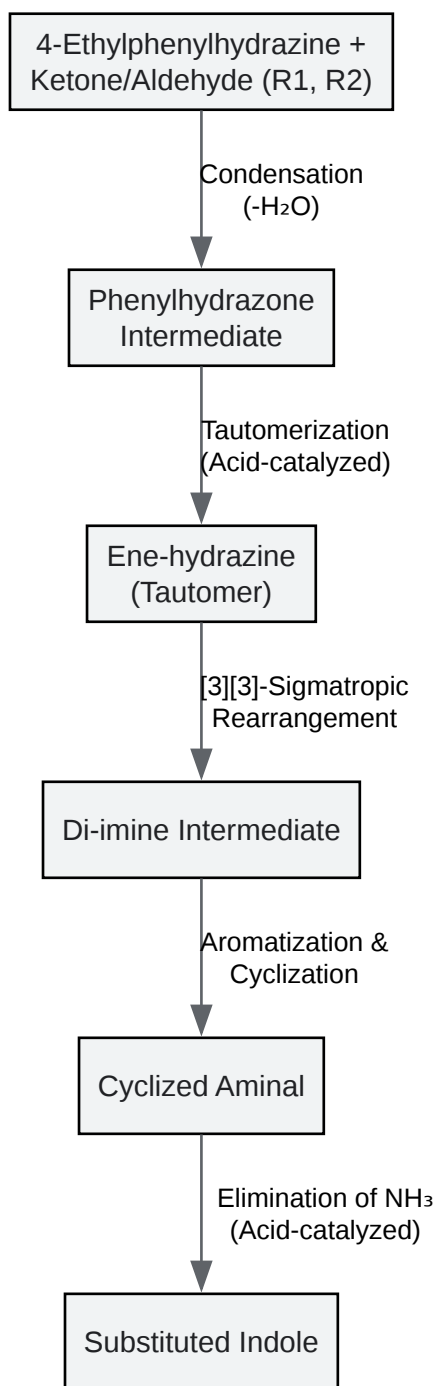 4-Ethylphenylhydrazine +
Ketone/Aldehyde (R1, R2)
Condensation
(-H₂O)
Phenylhydrazone
Intermediate
Tautomerization
(Acid-catalyzed)
Ene-hydrazine
(Tautomer)
[3][3]-Sigmatropic
Rearrangement
Di-imine Intermediate
Aromatization &
Cyclization
Cyclized Aminal
Elimination of NH₃
(Acid-catalyzed)
Substituted Indole